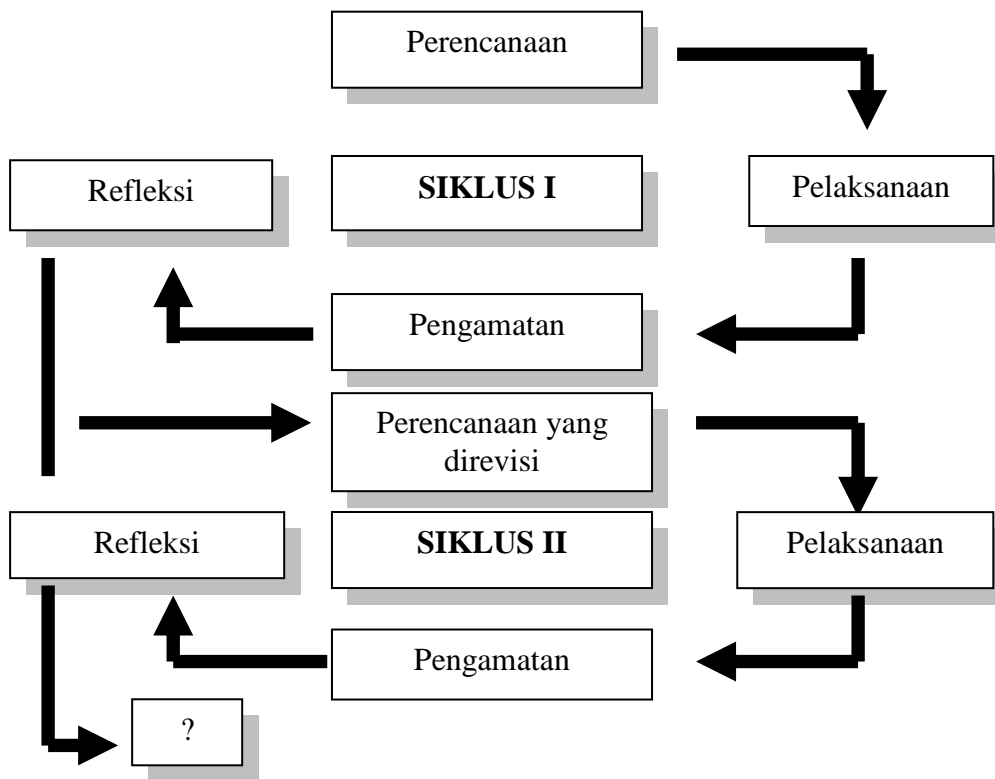 Perencanaan
Refleksi
SIKLUS I
Pelaksanaan
Pengamatan
Perencanaan yang
direvisi
Refleksi
SIKLUS II
Pelaksanaan
Pengamatan
?